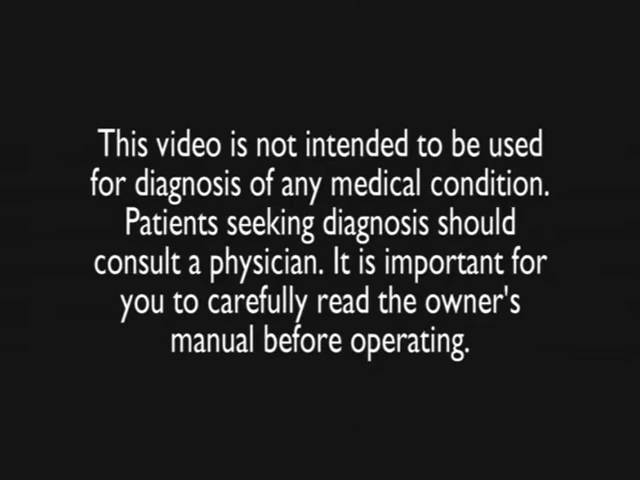 This video is not intended to be used
for diagnosis of any medical condition.
Patients seeking diagnosis should
consult a physician. It is important for
you to carefully read the owner's
manual before operating.